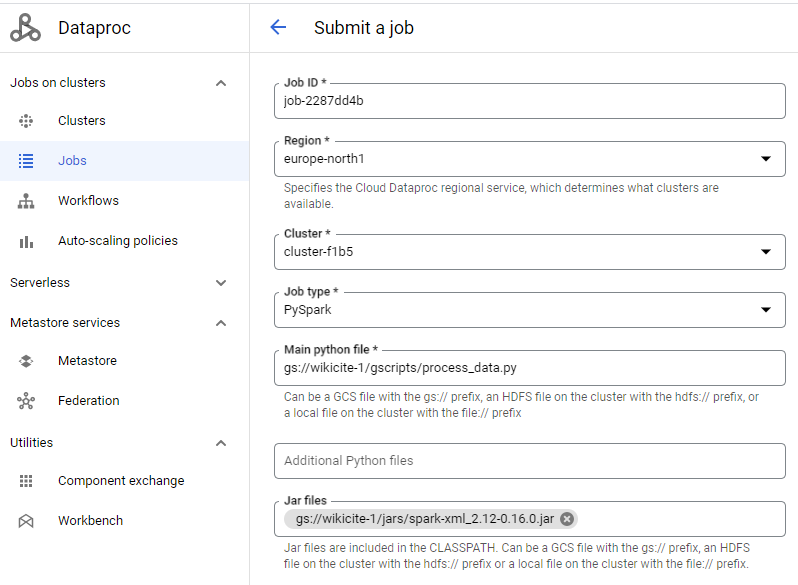 Dataproc
Submit a job
Jobs on clusters
Clusters
Jobs
Workflows
Auto-scaling policies
Serverless
Metastore services
Metastore
Federation
Utilities
Component exchange
Workbench
Job ID *
job-2287dd4b
Region *
europe-north1
Specifies the Cloud Dataproc regional service, which determines what clusters are
available.
Cluster *
cluster-f1b5
Job type *
PySpark
Main python file *
gs://wikicite-1/gscripts/process_data.py
Can be a GCS file with the gs:// prefix, an HDFS file on the cluster with the hdfs:// prefix, or
a local file on the cluster with the file:// prefix
Additional Python files
Jar files
gs://wikicite-1/jars/spark-xml_2.12-0.16.0.jar
Jar files are included in the CLASSPATH. Can be a GCS file with the gs:// prefix, an HDFS
file on the cluster with the hdfs:// prefix or a local file on the cluster with the file:// prefix.